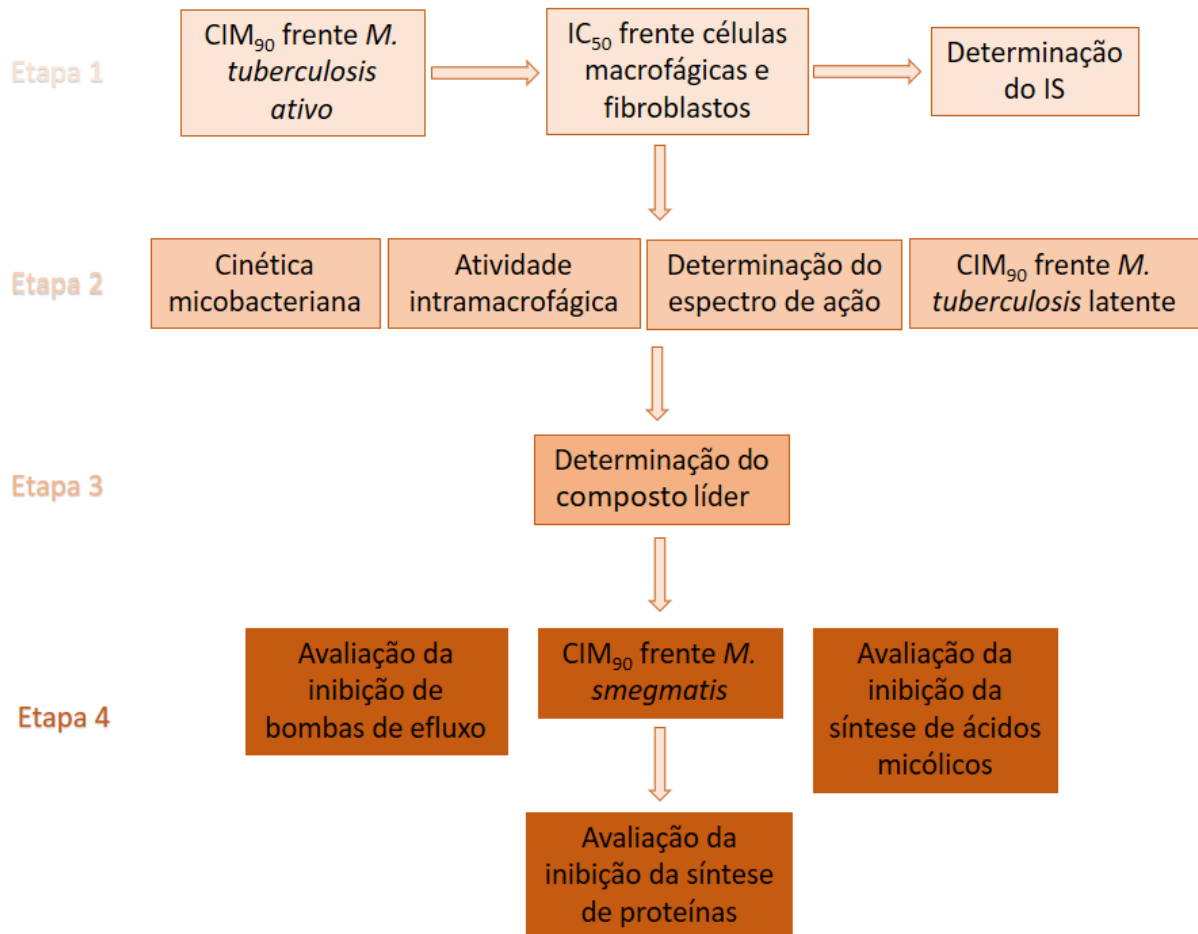 Etapa 1
CIM₉₀ frente M.
tuberculosis
ativo
IC₅₀ frente células
macrofágicas e
fibroblastos
Determinação
do IS
Etapa 2
Cinética
micobacteriana
Atividade
intramacrofágica
Determinação do
espectro de ação
CIM₉₀ frente M.
tuberculosis latente
Etapa 3
Determinação do
composto líder
Etapa 4
Avaliação da
inibição de
bombas de efluxo
CIM₉₀ frente M.
smegmatis
Avaliação da
inibição da
síntese de ácidos
micólicos
Avaliação da
inibição da síntese
de proteínas